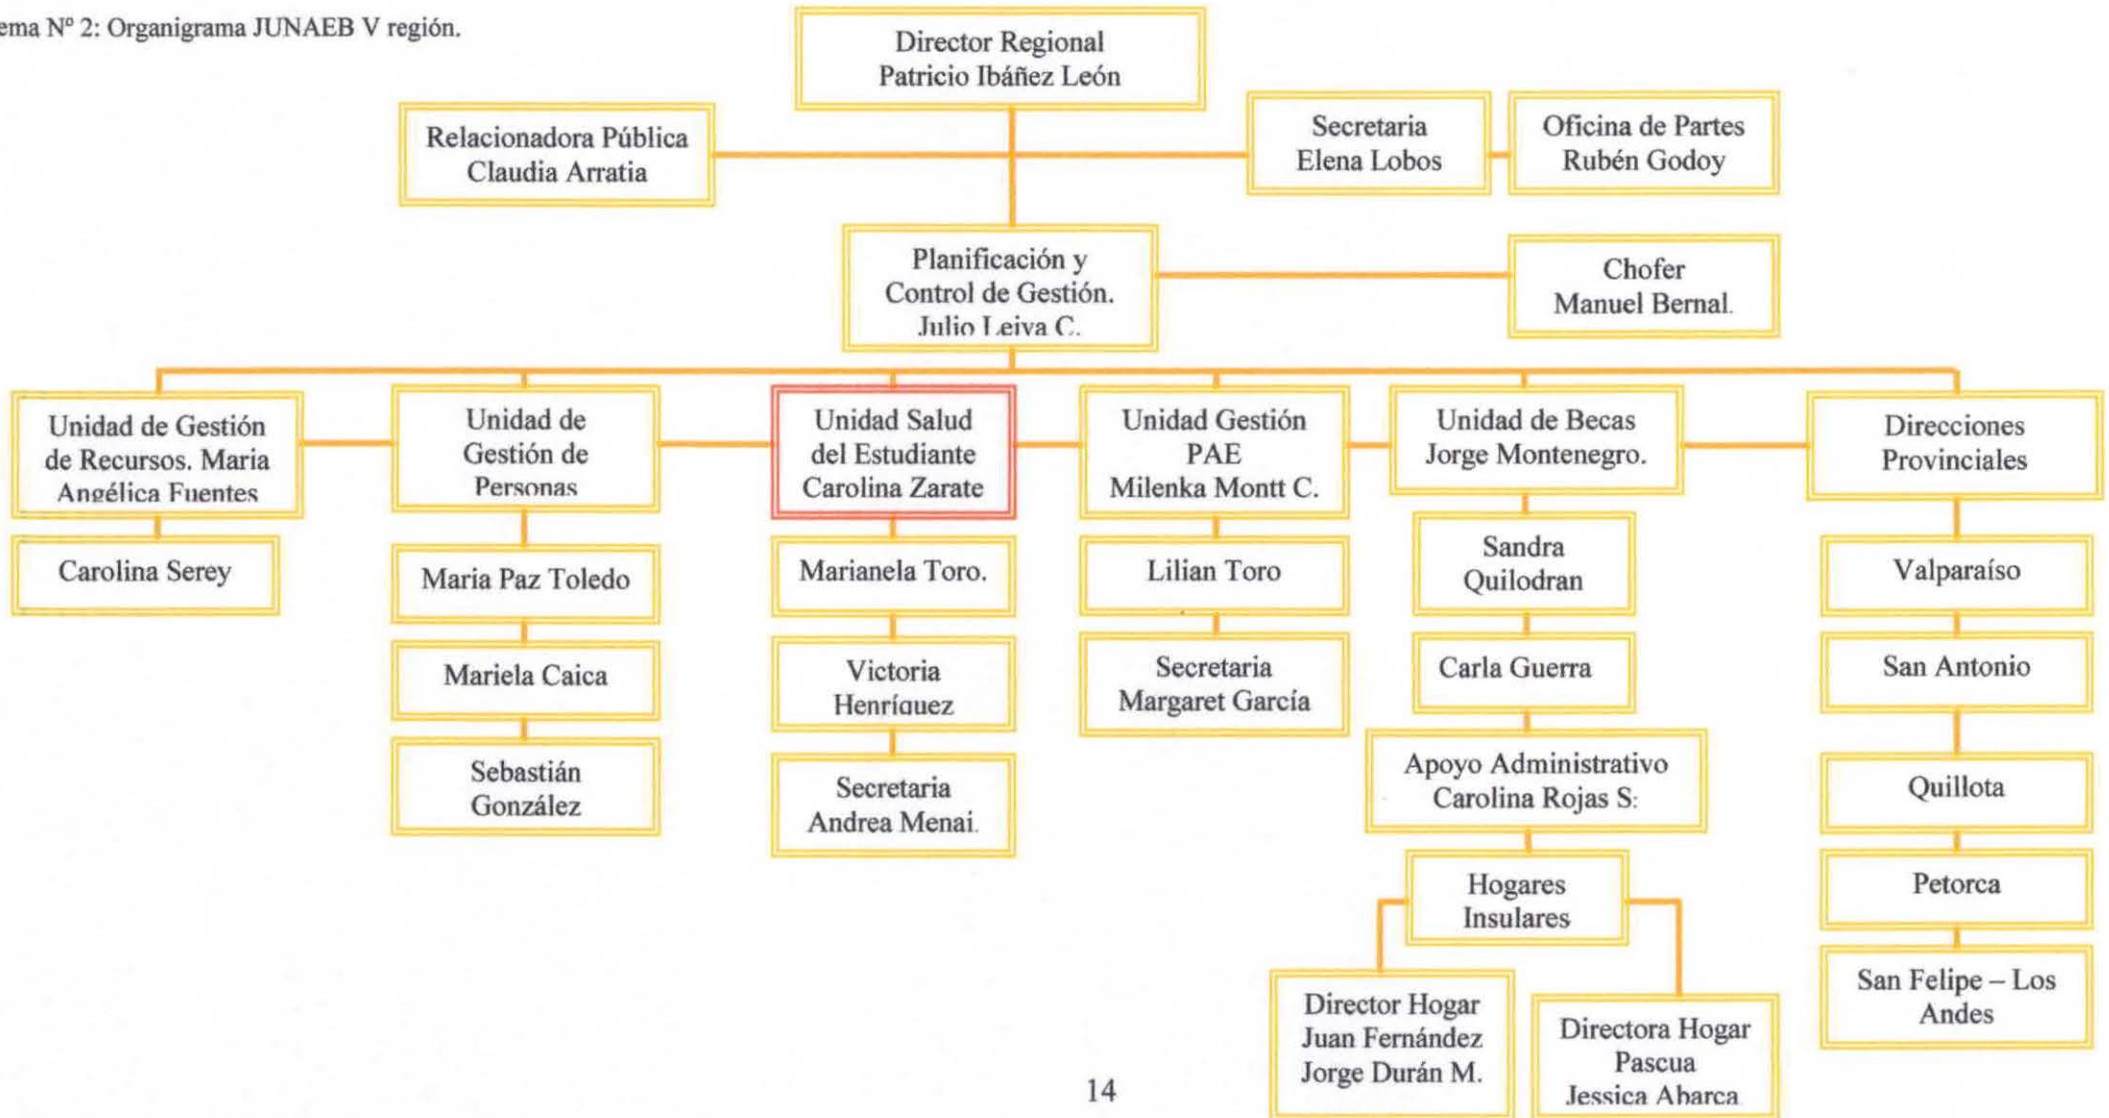 ema Nº 2: Organigrama JUNAEB V región.
Director Regional
Patricio Ibáñez León
Relacionadora Pública
Claudia Arratia
Secretaria
Elena Lobos
Oficina de Partes
Rubén Godoy
Planificación y
Control de Gestión.
Julio Leiva C.
Chofer
Manuel Bernal.
Unidad de Gestión
de Recursos. Maria
Angélica Fuentes
Unidad de
Gestión de
Personas
Unidad Salud
del Estudiante
Carolina Zarate
Unidad Gestión
PAE
Milenka Montt C.
Unidad de Becas
Jorge Montenegro.
Direcciones
Provinciales
Carolina Serey
María Paz Toledo
Mariela Caica
Sebastián
González
Marianela Toro.
Victoria
Henríquez
Secretaria
Andrea Menai.
Lilian Toro
Secretaria
Margaret García
Sandra
Quilodran
Carla Guerra
Apoyo Administrativo
Carolina Rojas S:
Hogares
Insulares
Director Hogar
Juan Fernández
Jorge Durán M.
Directora Hogar
Pascua
Jessica Abarca
Valparaíso
San Antonio
Quillota
Petorca
San Felipe – Los
Andes
14